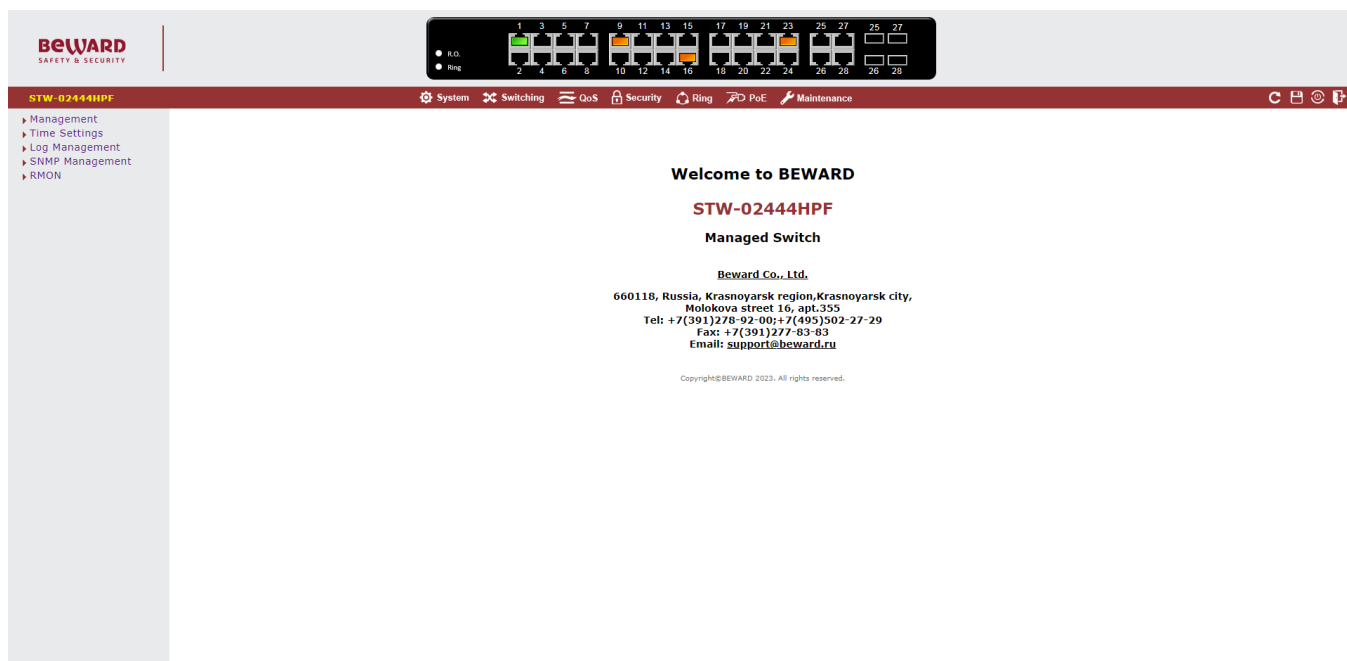 BEWARD
SAFETY & SECURITY
1 3 5 7 9 11 13 15 17 19 21 23 25 27 25 27
R.O.
Ring
2 4 6 8 10 12 14 16 18 20 22 24 26 28 26 28
STW-02444HPF
System Switching QoS Security Ring PoE Maintenance
Management
Time Settings
Log Management
SNMP Management
RMON
Welcome to BEWARD
STW-02444HPF
Managed Switch
Beward Co., Ltd.
660118, Russia, Krasnoyarsk region,Krasnoyarsk city,
Molokova street 16, apt.355
Tel: +7(391)278-92-00;+7(495)502-27-29
Fax: +7(391)277-83-83
Email: support@beward.ru
Copyright©BEWARD 2023. All rights reserved.